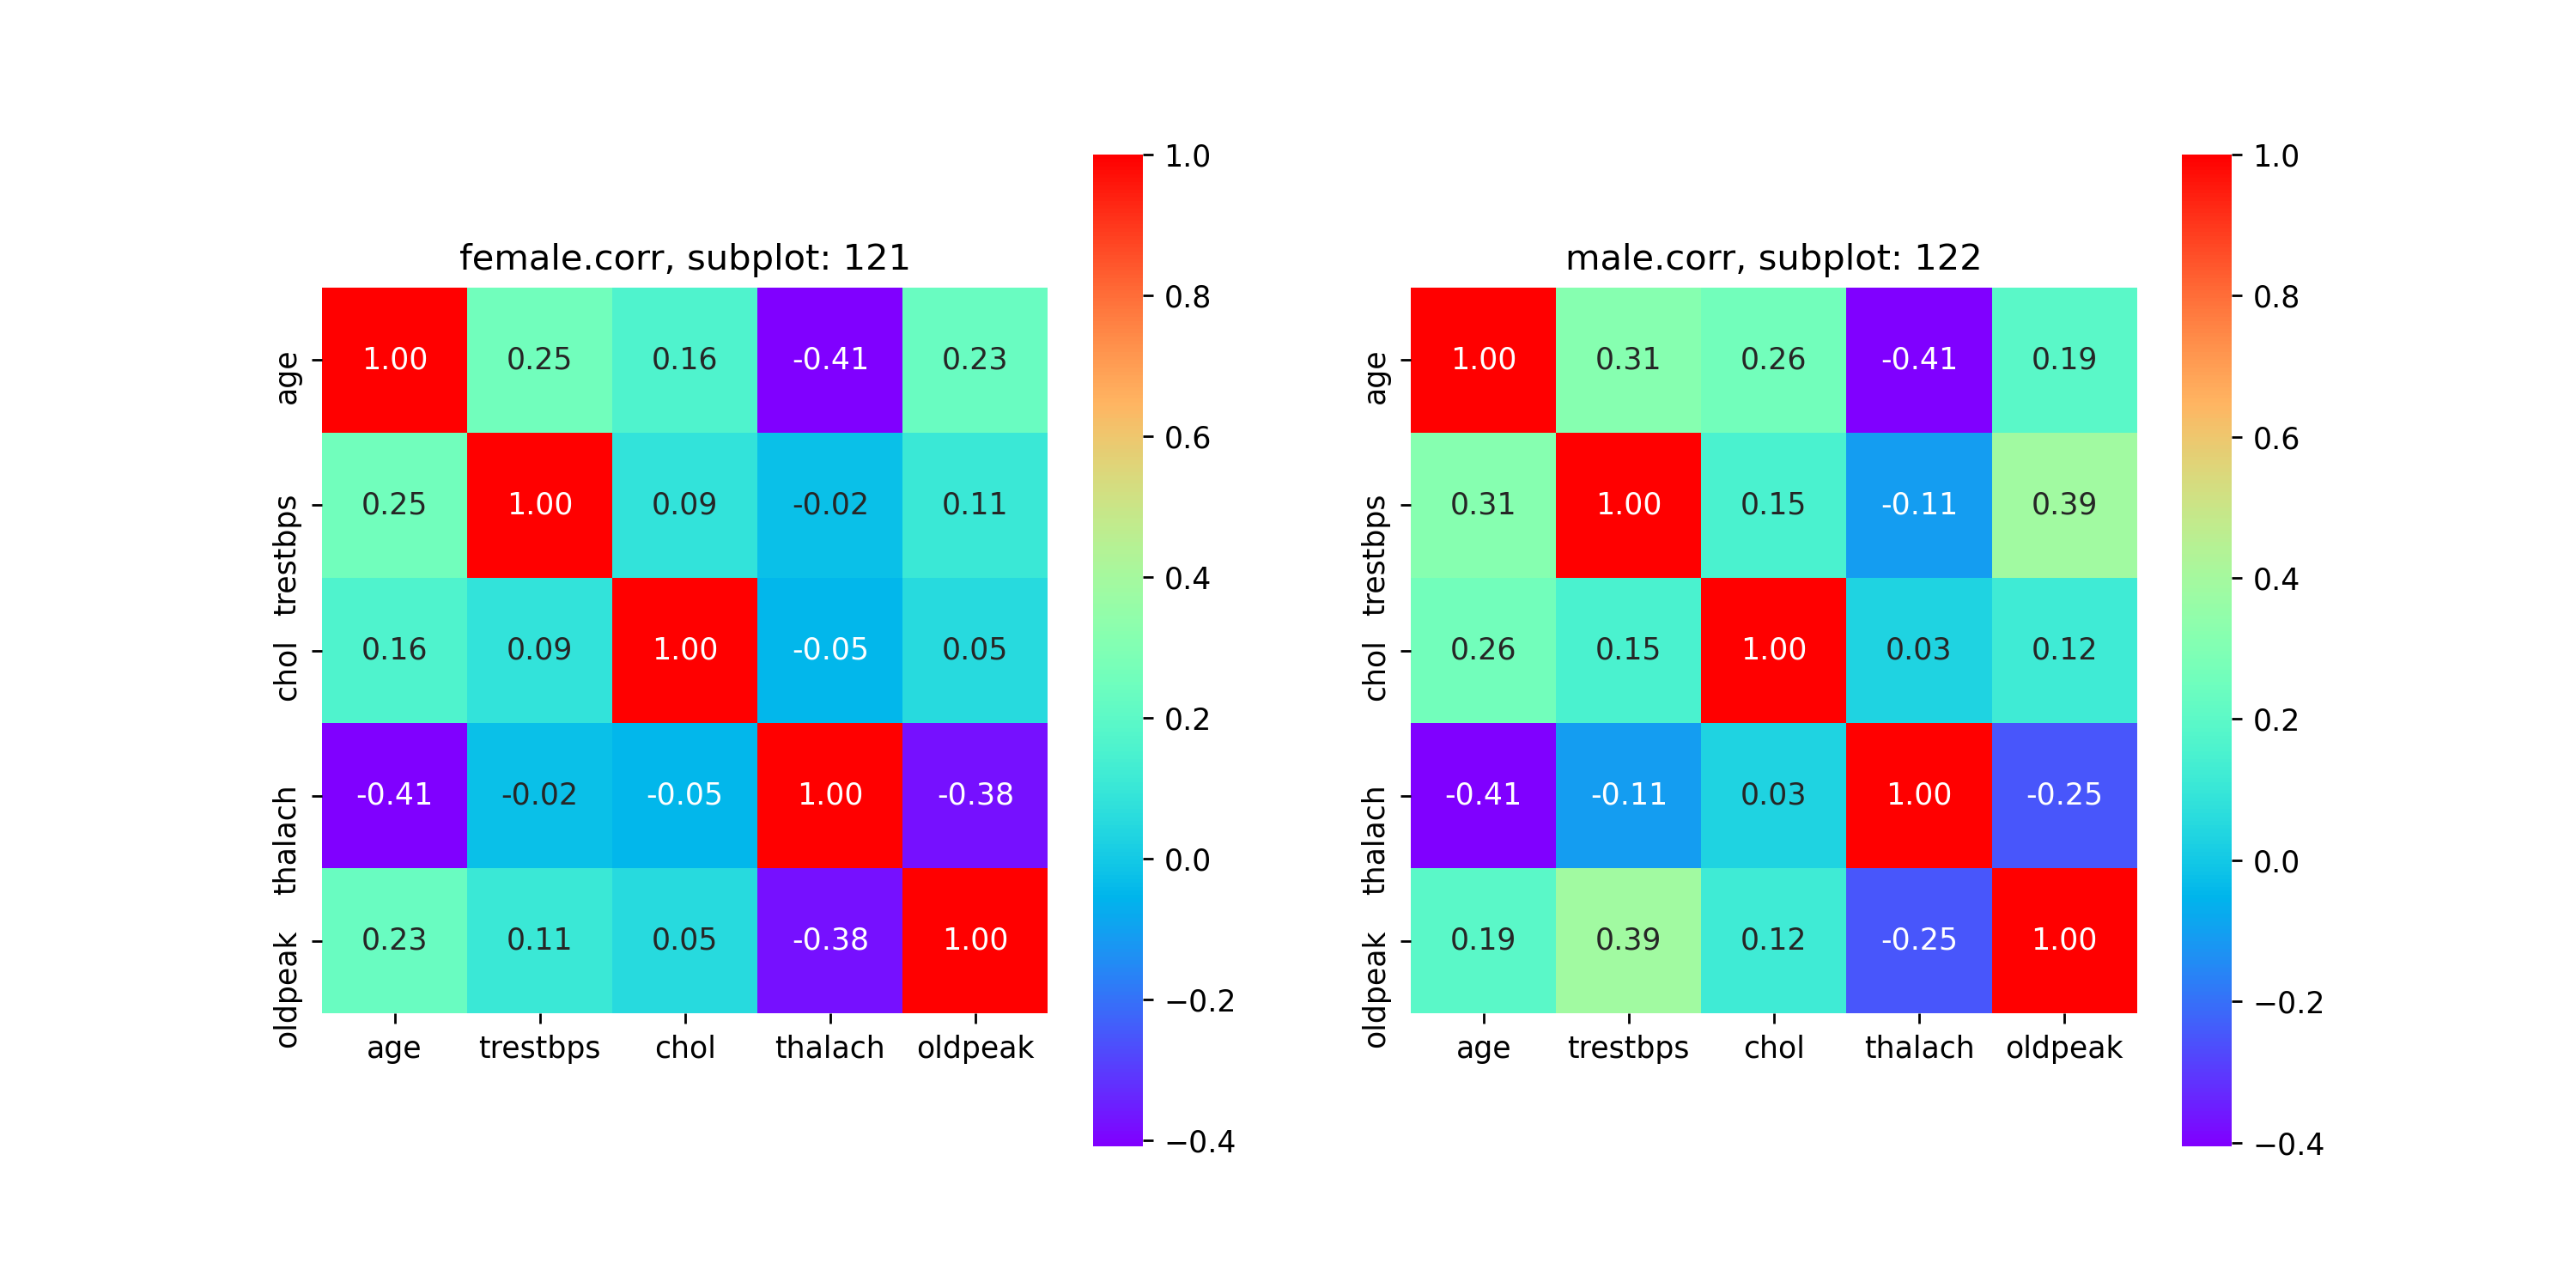 female.corr, subplot: 121
age 1.00 0.25 0.16 -0.41 0.23
trestbps 0.25 1.00 0.09 -0.02 0.11
chol 0.16 0.09 1.00 -0.05 0.05
thalach -0.41 -0.02 -0.05 1.00 -0.38
oldpeak 0.23 0.11 0.05 -0.38 1.00
age trestbps chol thalach oldpeak
1.0
0.8
0.6
0.4
0.2
0.0
−0.2
−0.4
male.corr, subplot: 122
age 1.00 0.31 0.26 -0.41 0.19
trestbps 0.31 1.00 0.15 -0.11 0.39
chol 0.26 0.15 1.00 0.03 0.12
thalach -0.41 -0.11 0.03 1.00 -0.25
oldpeak 0.19 0.39 0.12 -0.25 1.00
age trestbps chol thalach oldpeak
1.0
0.8
0.6
0.4
0.2
0.0
−0.2
−0.4